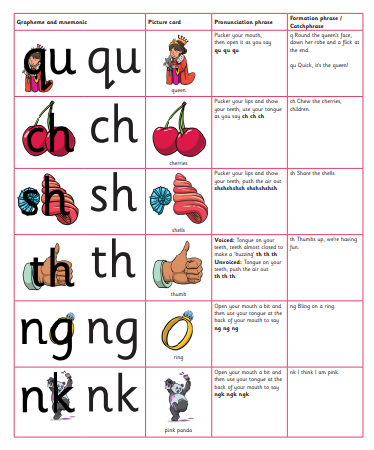 Grapheme and mnemonic
Picture card
Pronunciation phrase
Formation phrase /
Catchphrase
qu qu
queen
Pucker your mouth,
then open it as you say
qu qu qu
q Round the queen's face,
down her robe and a flick at
the end.
qu Quick, it's the queen!
ch ch
cherries
Pucker your lips and show
your teeth; use your tongue
as you say ch ch ch
ch Chew the cherries,
children.
sh sh
shells
Pucker your lips and show
your teeth; push the air out
shshshshsh shshshshsh
sh Share the shells.
th th
thumb
Voiced: Tongue on your
teeth, teeth almost closed to
make a 'buzzing' th th th
Unvoiced: Tongue on your
teeth; push the air out
th th th
th Thumbs up, we're having
fun.
ng ng
ring
Open your mouth a bit and
then use your tongue at the
back of your mouth to say
ng ng ng
ng Bling on a ring.
nk nk
pink panda
Open your mouth a bit and
then use your tongue at the
back of your mouth to say
ngk ngk ngk
nk I think I am pink.